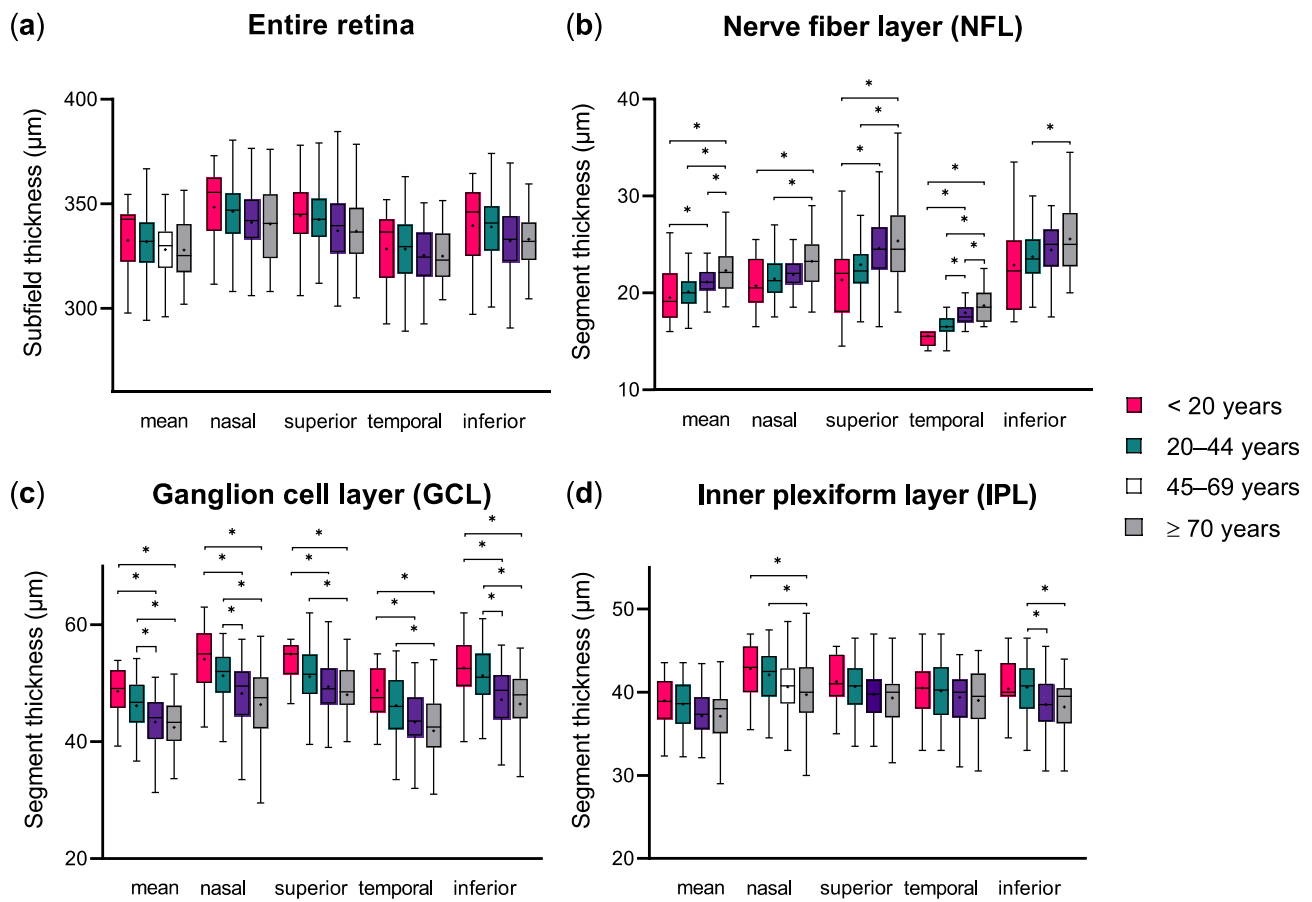 (a) Entire retina
Subfield thickness (µm)
400
350
300
mean nasal superior temporal inferior
(b) Nerve fiber layer (NFL)
Segment thickness (µm)
40
30
20
10
* * * * * * * * * * * * * * *
mean nasal superior temporal inferior
< 20 years
20–44 years
45–69 years
≥ 70 years
(c) Ganglion cell layer (GCL)
Segment thickness (µm)
60
40
20
* * * * * * * * * * * * * * * * * *
mean nasal superior temporal inferior
(d) Inner plexiform layer (IPL)
Segment thickness (µm)
50
40
30
20
* * * *
mean nasal superior temporal inferior